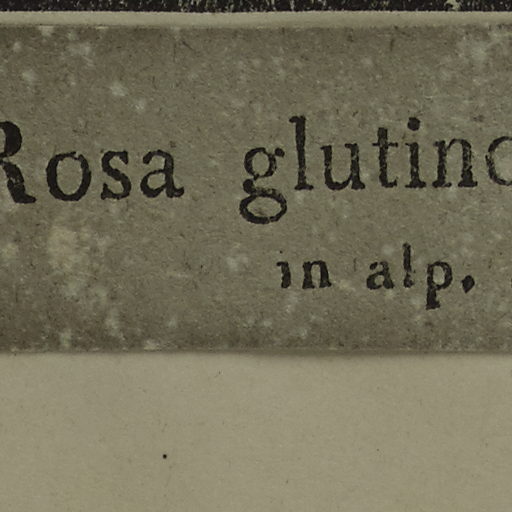 Rosa glutino
in alp.